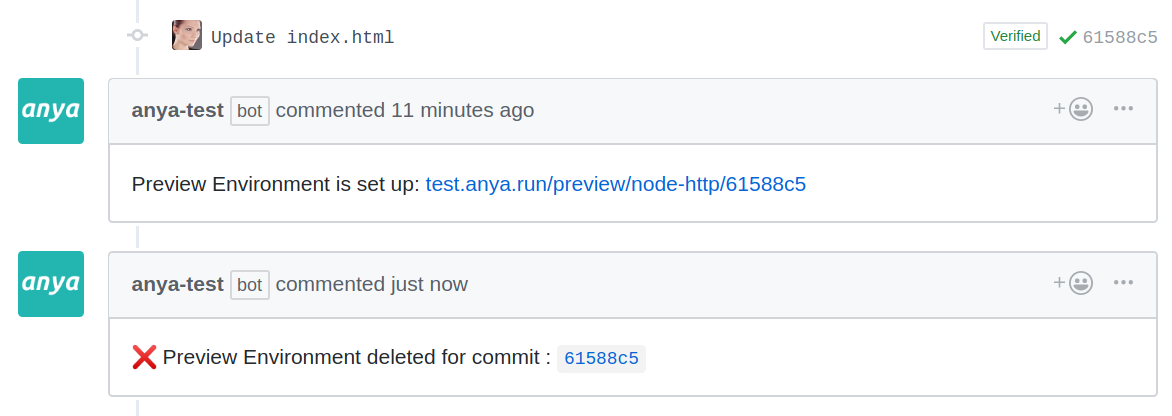 Update index.html Verified 61588c5
anya
anya-test bot commented 11 minutes ago
Preview Environment is set up: test.anya.run/preview/node-http/61588c5
anya
anya-test bot commented just now
Preview Environment deleted for commit : 61588c5